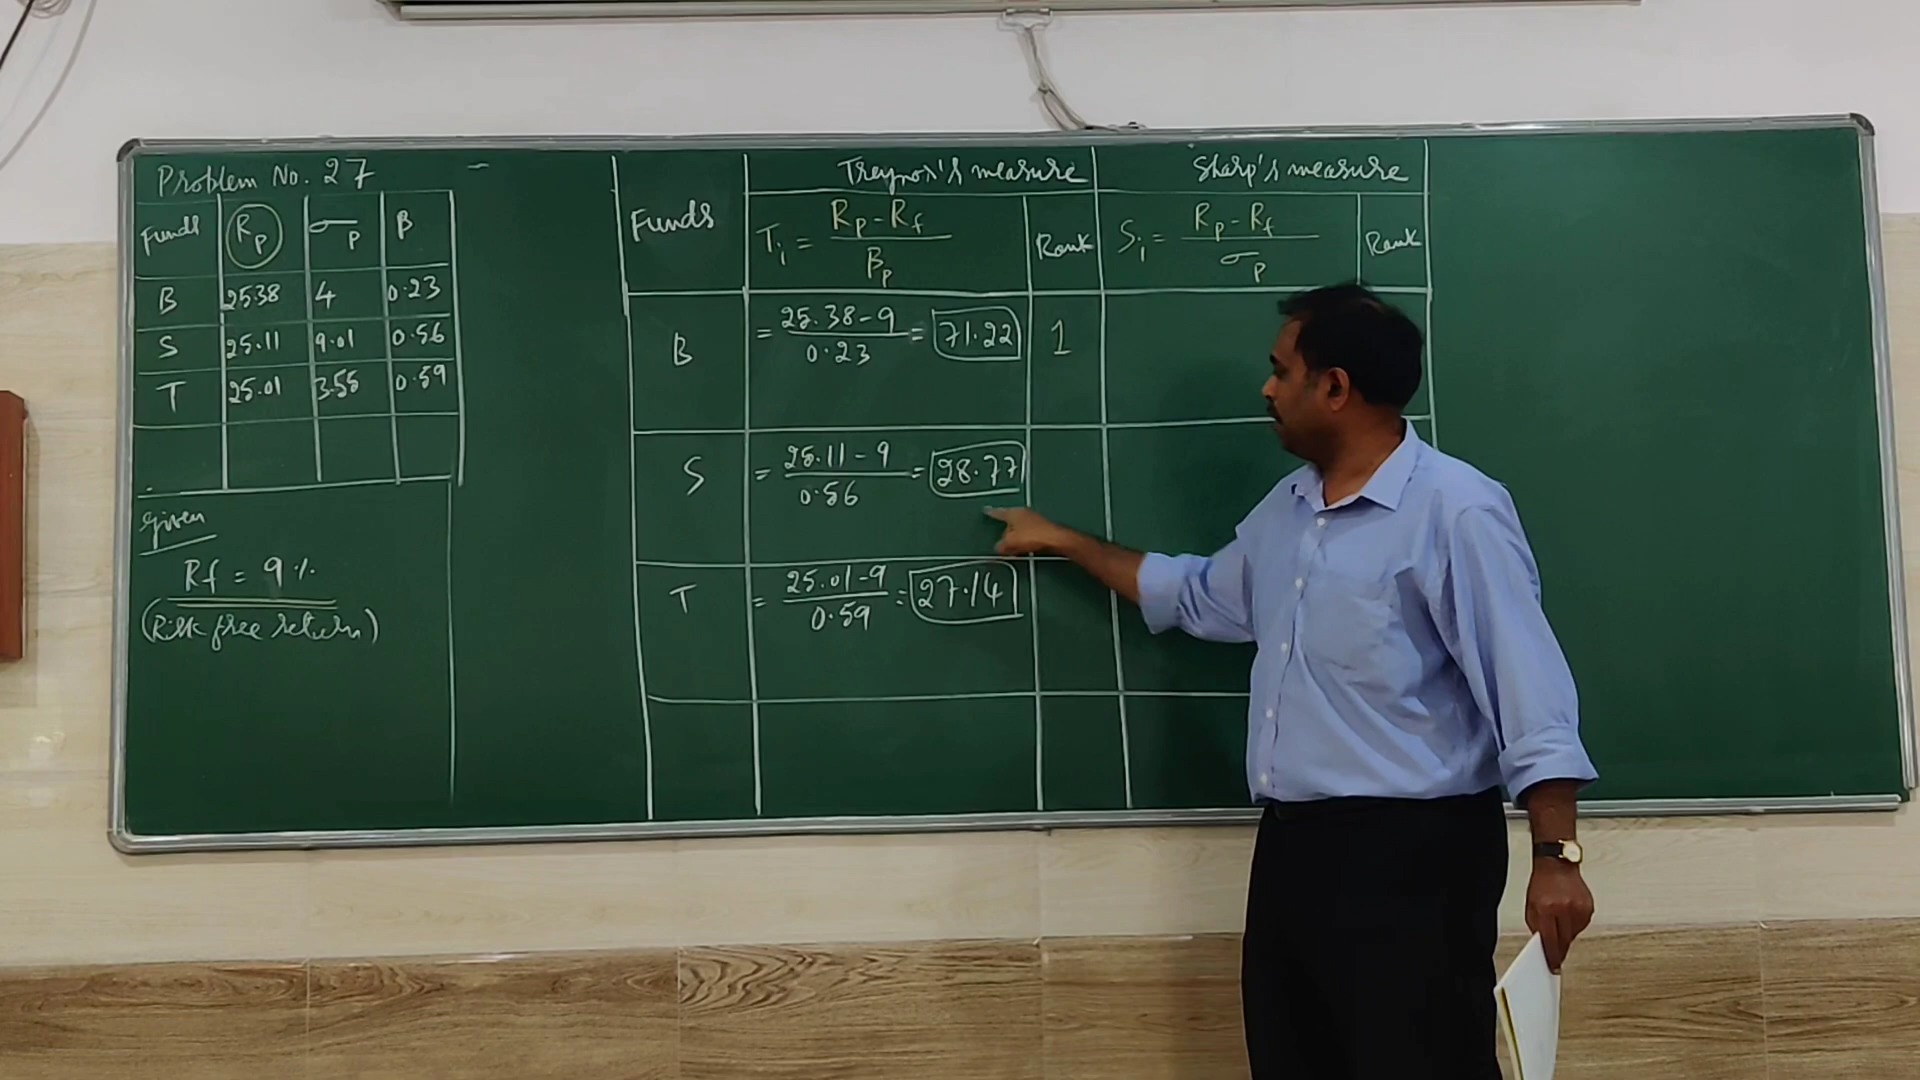 Problem No. 27
Funds Rp σp β
B 25.38 4 0.23
S 25.11 9.01 0.56
T 25.01 3.55 0.59
Given
Rf = 9%
(Risk free return)
Funds Treynor's measure Sharp's measure
Ti = Rp - Rf / βp Rank Si = Rp - Rf / σp Rank
B = 25.38 - 9 / 0.23 = 71.22 1
S = 25.11 - 9 / 0.56 = 28.77
T = 25.01 - 9 / 0.59 = 27.14